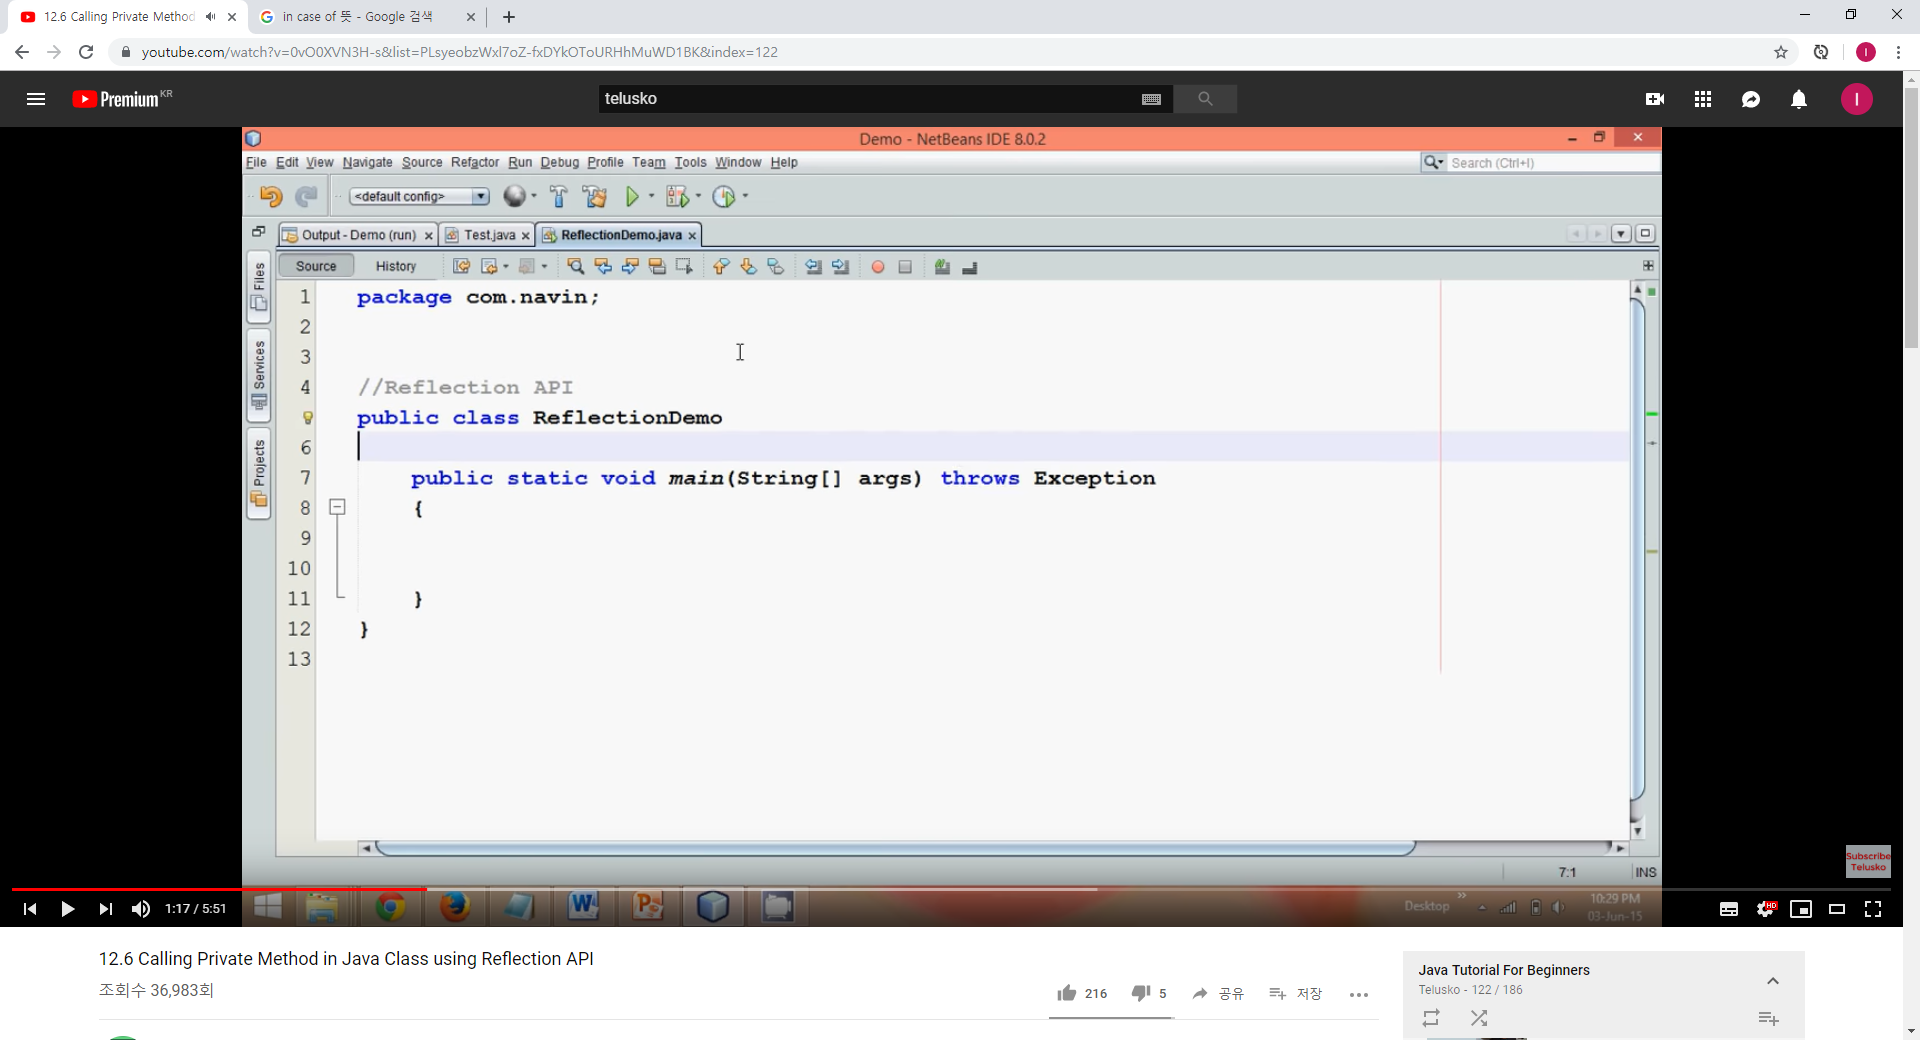 12.6 Calling Private Method
in case of 뜻 - Google 검색
youtube.com/watch?v=0vO0XVN3H-s&list=PLsyeobzWxl7oZ-fxDYkOToURHhMuWD1BK&index=122
Premium KR
telusko
Demo - NetBeans IDE 8.0.2
File Edit View Navigate Source Refactor Run Debug Profile Team Tools Window Help
Search (Ctrl+I)
<default config>
Output - Demo (run)
Test.java
ReflectionDemo.java
Source
History
Files
Services
Projects
1 package com.navin;
2
3
4 //Reflection API
public class ReflectionDemo
6
7 public static void main(String[] args) throws Exception
8 {
9
10
11 }
12 }
13
Subscribe
Telusko
7:1
INS
1:17 / 5:51
Desktop
10:29 PM
03-Jun-15
12.6 Calling Private Method in Java Class using Reflection API
조회수 36,983회
216
5
공유
저장
Java Tutorial For Beginners
Telusko - 122 / 186